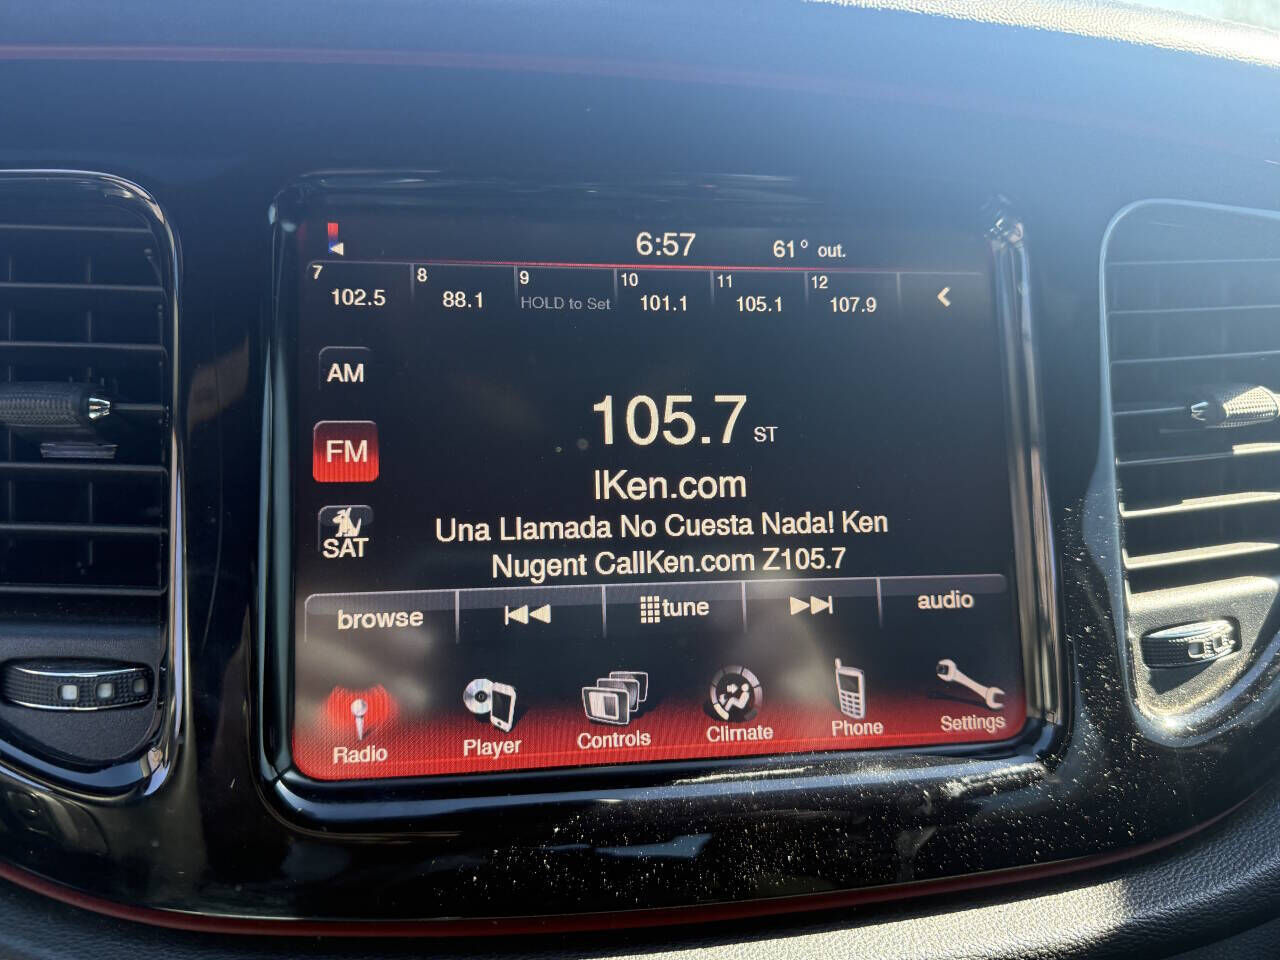 6:57 61° out.
7 8 9 10 11 12
102.5 88.1 HOLD to Set 101.1 105.1 107.9
AM
105.7 ST
FM
IKen.com
Una Llamada No Cuesta Nada! Ken
SAT
Nugent CallKen.com Z105.7
browse tune audio
Radio Player Controls Climate Phone Settings